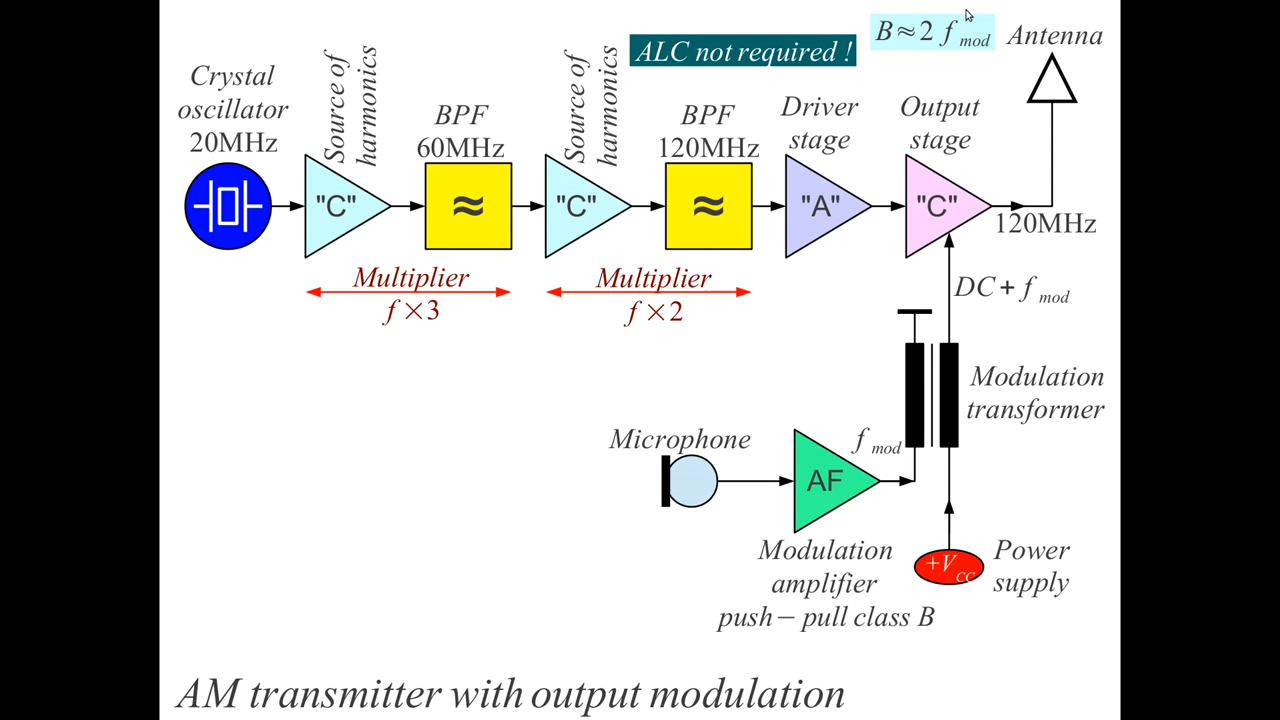 ALC not required !
B≈2 f mod
Antenna
Crystal
oscillator
20MHz
Source of
harmonics
BPF
60MHz
Source of
harmonics
BPF
120MHz
Driver
stage
Output
stage
"C"
≈
"C"
≈
"A"
"C"
120MHz
Multiplier
f×3
Multiplier
f×2
DC+f mod
Modulation
transformer
Microphone
f mod
AF
Modulation
amplifier
push−pull class B
+VCC
Power
supply
AM transmitter with output modulation